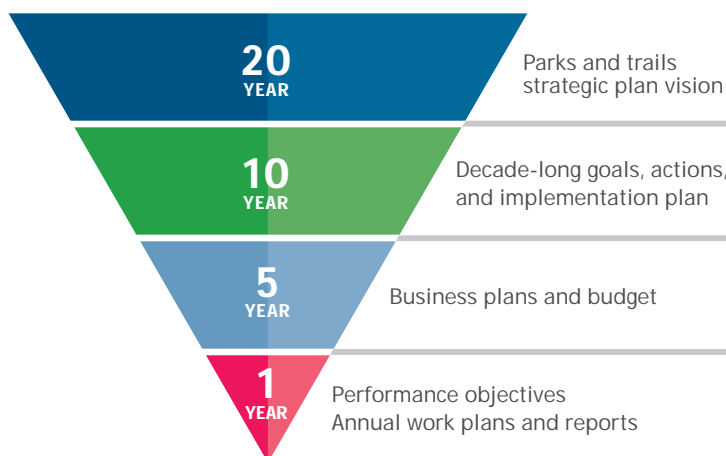 20
YEAR
Parks and trails
strategic plan vision
10
YEAR
Decade-long goals, actions,
and implementation plan
5
YEAR
Business plans and budget
1
YEAR
Performance objectives
Annual work plans and reports